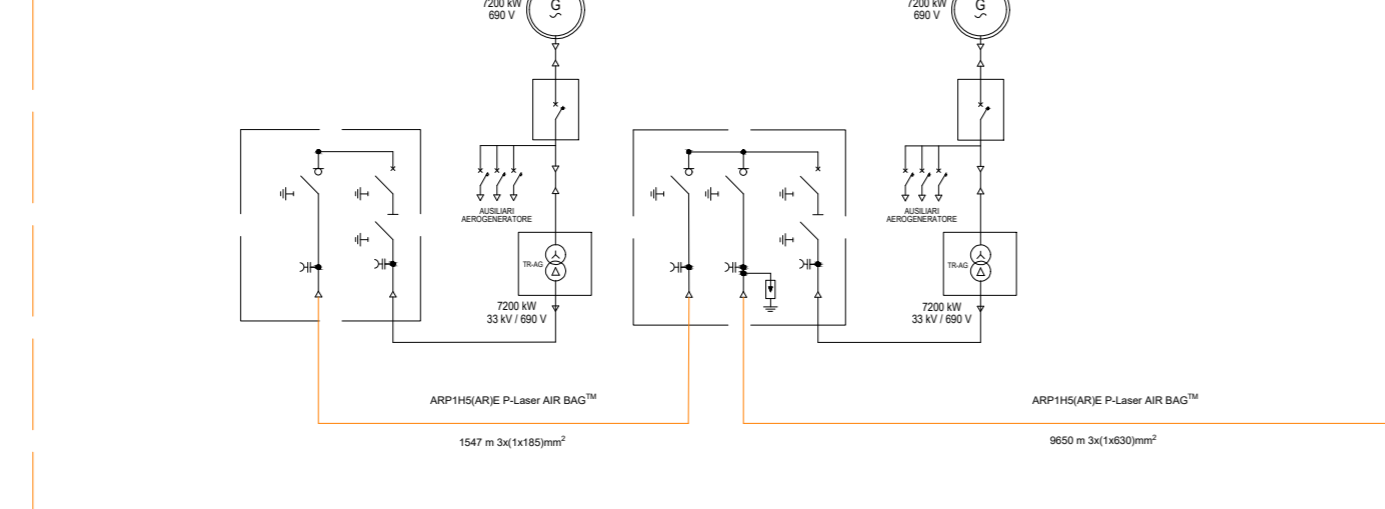 7200 kW
690 V
G
7200 kW
690 V
G
AUSILIARI
AEROGENERATORE
AUSILIARI
AEROGENERATORE
TR-AG
TR-AG
7200 kW
33 kV / 690 V
7200 kW
33 kV / 690 V
ARP1H5(AR)E P-Laser AIR BAG™
ARP1H5(AR)E P-Laser AIR BAG™
1547 m 3x(1x185)mm²
9650 m 3x(1x630)mm²